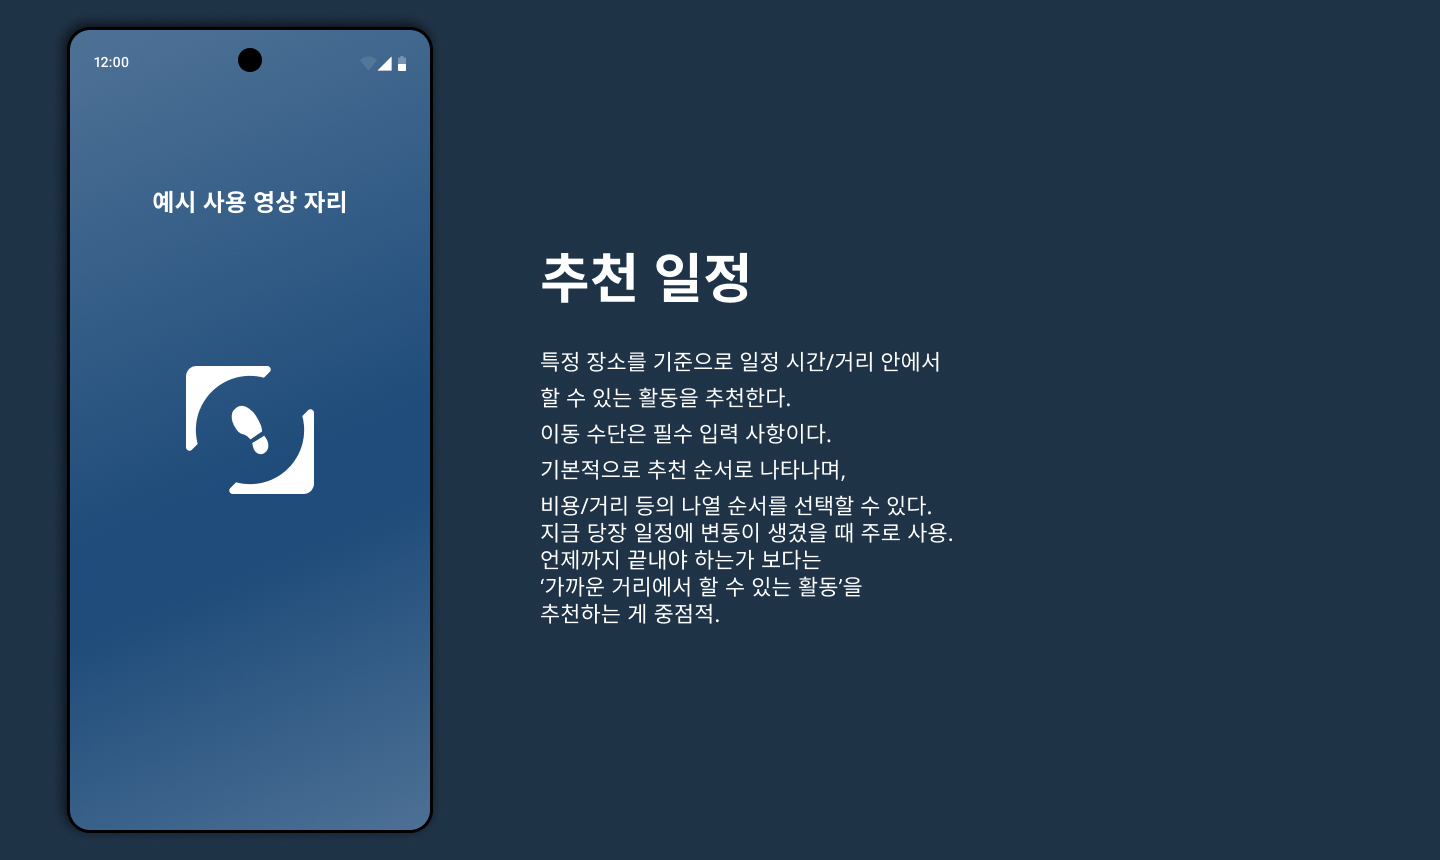 12:00
예시 사용 영상 자리
추천 일정
특정 장소를 기준으로 일정 시간/거리 안에서
할 수 있는 활동을 추천한다.
이동 수단은 필수 입력 사항이다.
기본적으로 추천 순서로 나타나며,
비용/거리 등의 나열 순서를 선택할 수 있다.
지금 당장 일정에 변동이 생겼을 때 주로 사용.
언제까지 끝내야 하는가 보다는
‘가까운 거리에서 할 수 있는 활동’을
추천하는 게 중점적.